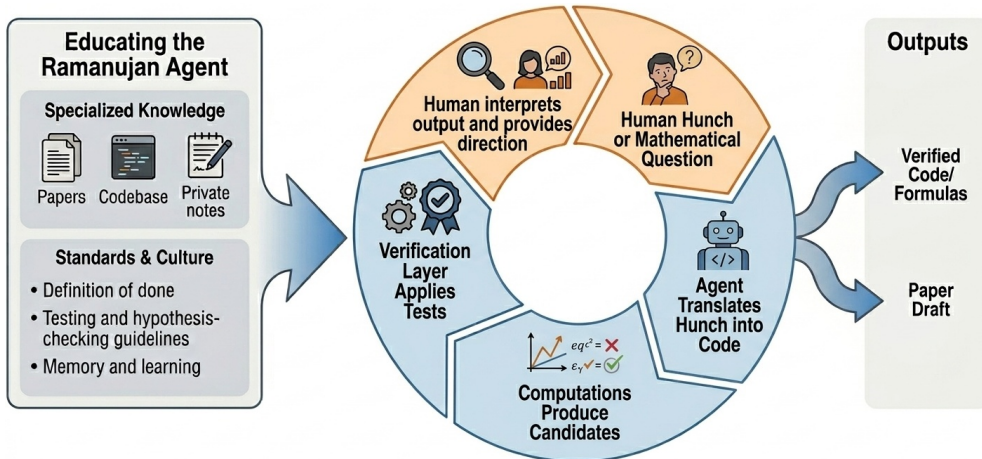 Educating the
Ramanujan Agent
Specialized Knowledge
Papers
Codebase
Private
notes
Standards & Culture
• Definition of done
• Testing and hypothesis-
checking guidelines
• Memory and learning
Human interprets
output and provides
direction
?
Human Hunch
or Mathematical
Question
</>
Agent
Translates
Hunch into
Code
eqc² = ✗
εγ✓=✓
Computations
Produce
Candidates
Verification
Layer
Applies
Tests
Outputs
Verified
Code/
Formulas
Paper
Draft